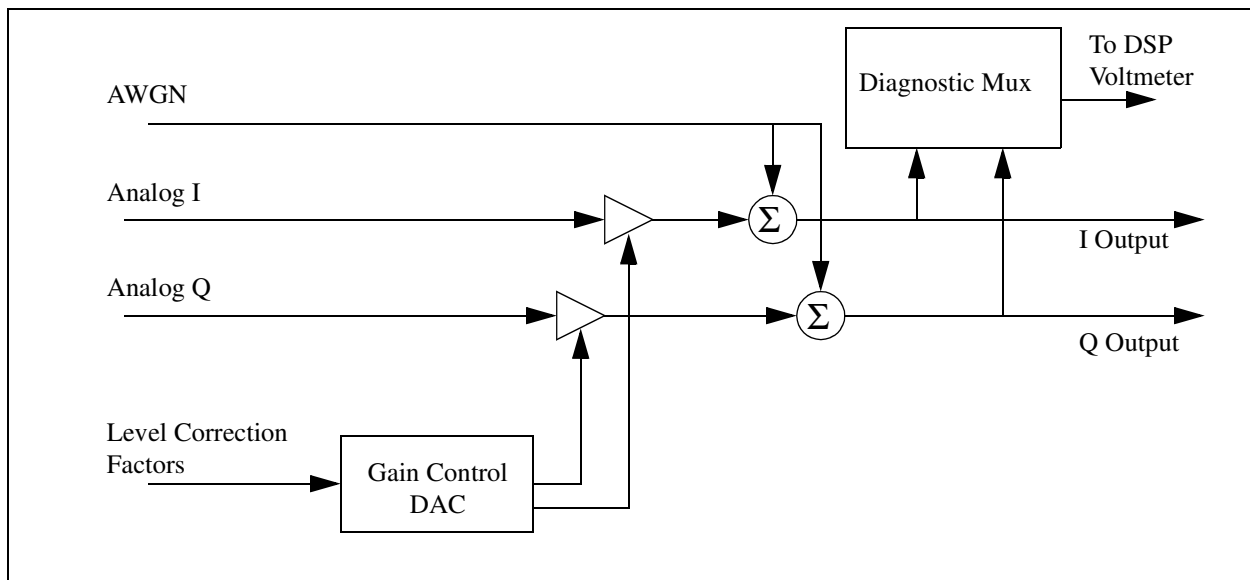 To DSP
Voltmeter
Diagnostic Mux
AWGN
Analog I
Σ
I Output
Analog Q
Σ
Q Output
Level Correction
Factors
Gain Control
DAC